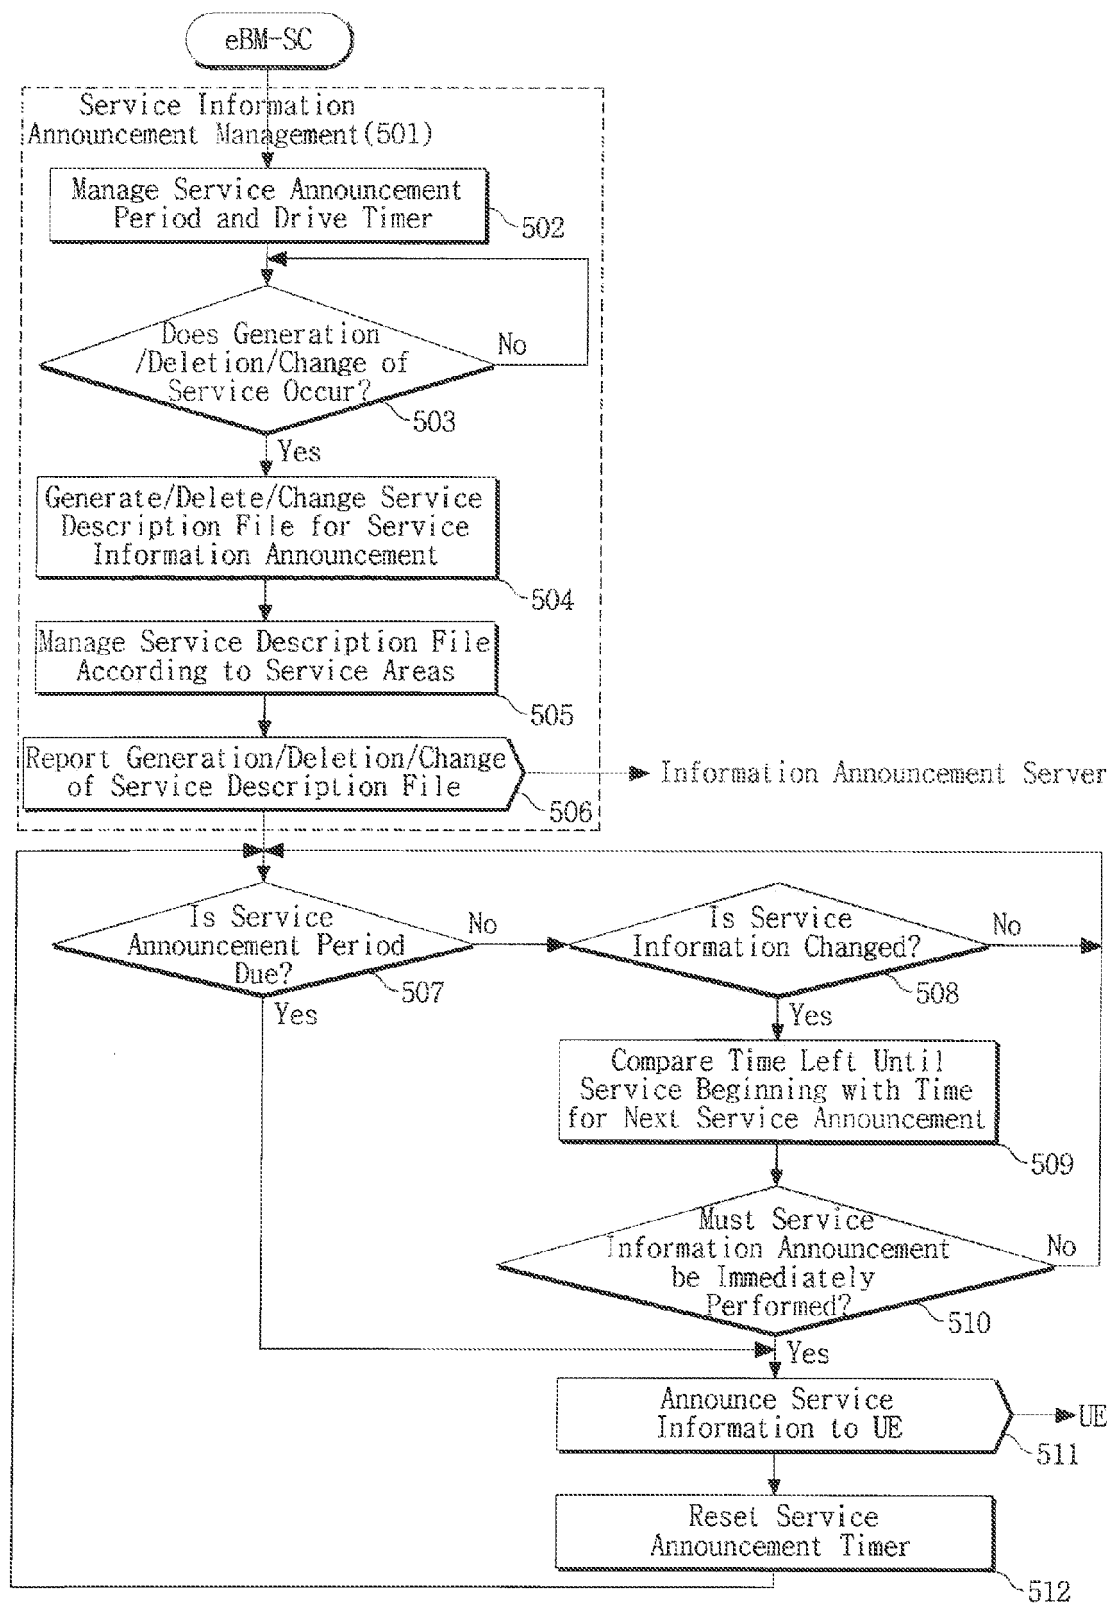 eBM-SC
Service Information
Announcement Management(501)
Manage Service Announcement
Period and Drive Timer
502
Does Generation
/Deletion/Change of
Service Occur?
No
503
Yes
Generate/Delete/Change Service
Description File for Service
Information Announcement
504
Manage Service Description File
According to Service Areas
505
Report Generation/Deletion/Change
of Service Description File
506
Information Announcement Server
Is Service
Announcement Period
Due?
No
507
Yes
Is Service
Information Changed?
No
508
Yes
Compare Time Left Until
Service Beginning with Time
for Next Service Announcement
509
Must Service
Information Announcement
be Immediately
Performed?
No
510
Yes
Announce Service
Information to UE
UE
511
Reset Service
Announcement Timer
512